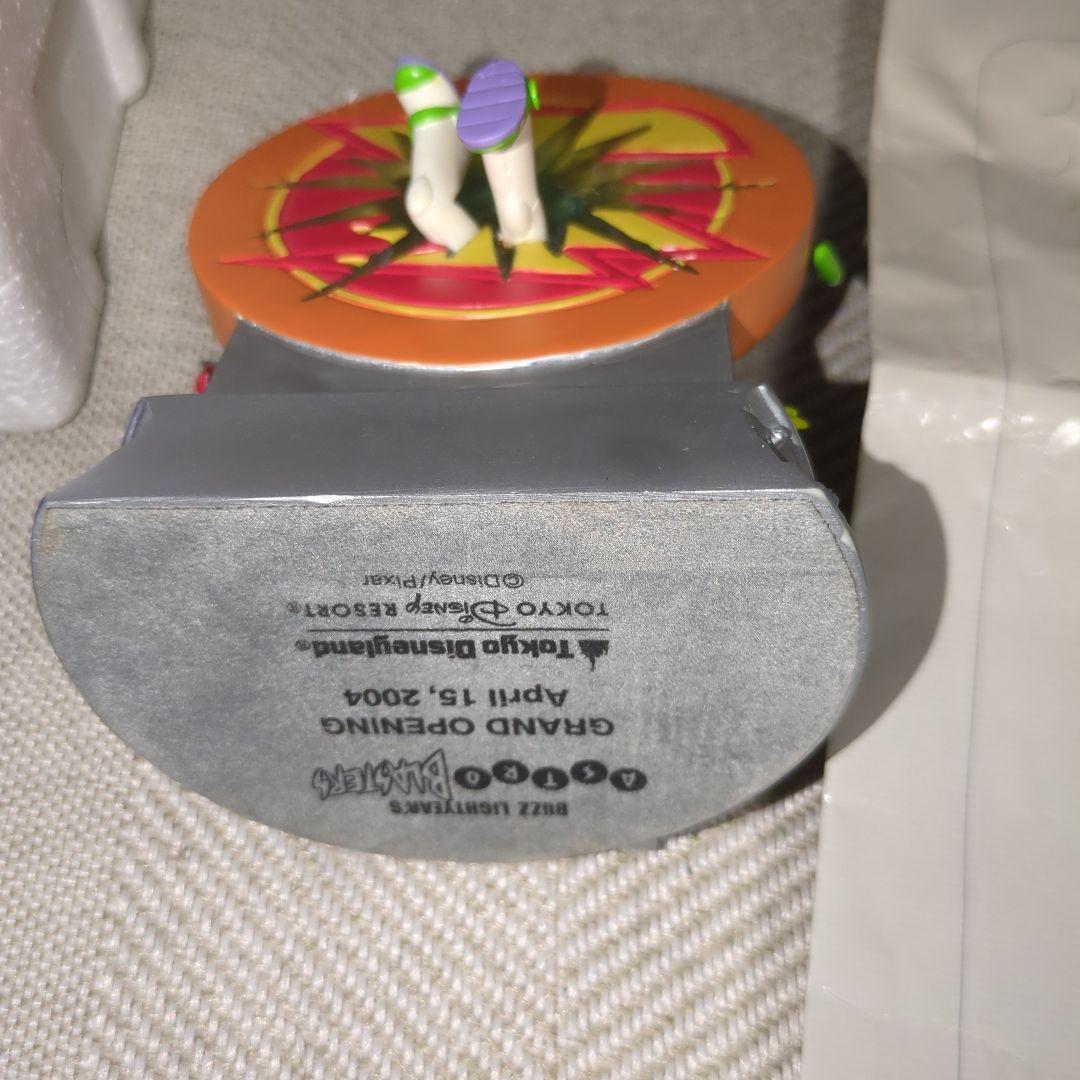 BUZZ LIGHTYEAR'S
ASTRO BLASTERS
GRAND OPENING
April 15, 2004
Tokyo Disneyland®
TOKYO Disney RESORT®
©Disney/Pixar